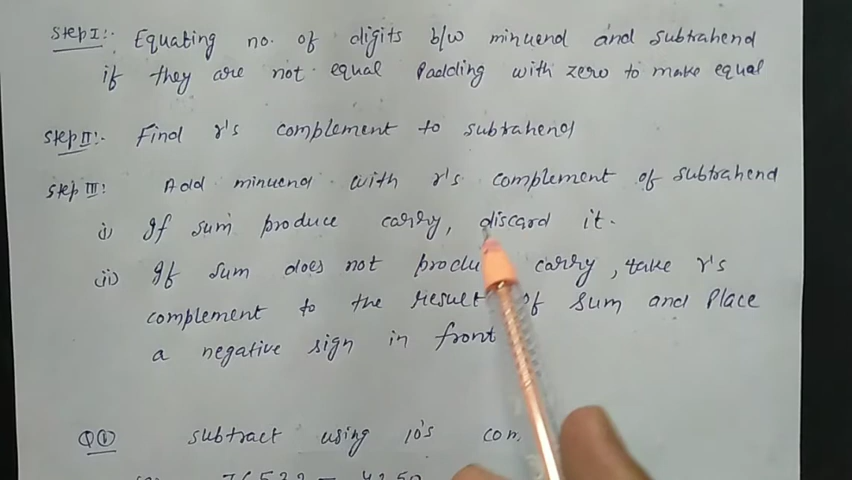 Step I:- Equating no. of digits b/w minuend and subtrahend
if they are not equal Padding with zero to make equal
Step II:- Find r's complement to subtrahend
Step III: Add minuend with r's complement of subtrahend
i) If sum produce carry, discard it.
ii) If sum does not carry, take r's
complement to the result of sum and place
a negative sign in front
Q① subtract using 10's